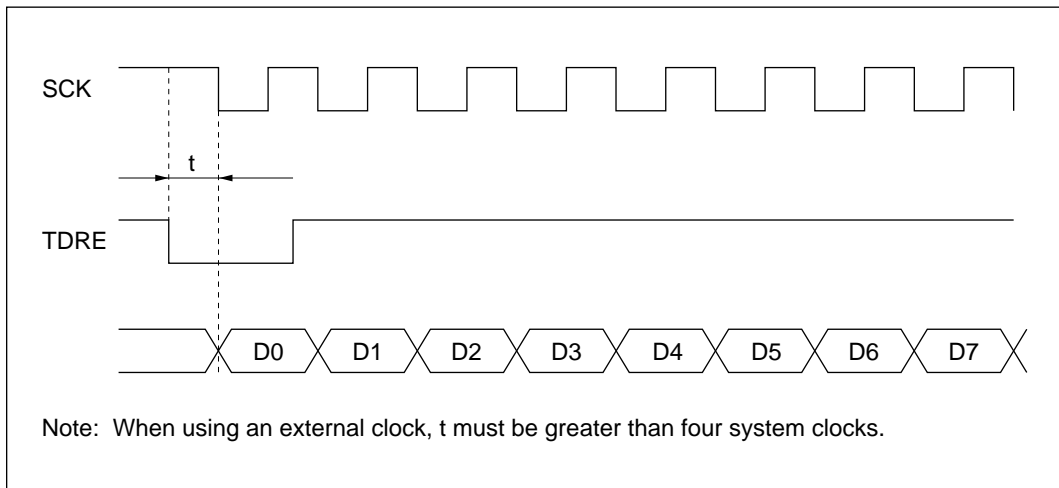 SCK
t
TDRE
D0 D1 D2 D3 D4 D5 D6 D7
Note: When using an external clock, t must be greater than four system clocks.